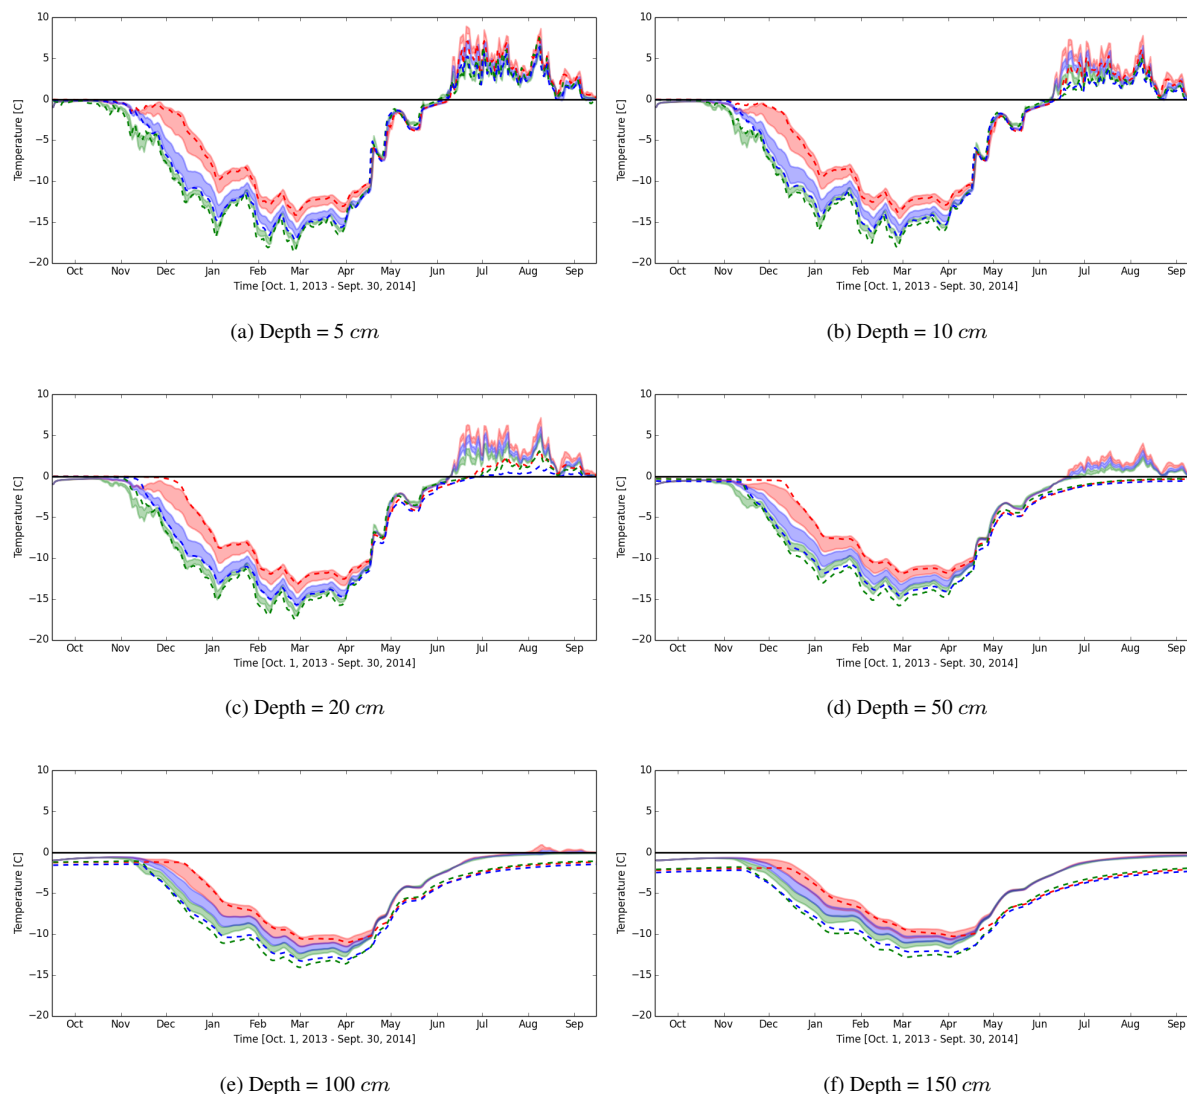 10
5
0
−5
−10
−15
−20
Temperature [C]
Oct Nov Dec Jan Feb Mar Apr May Jun Jul Aug Sep
Time [Oct. 1, 2013 - Sept. 30, 2014]
(a) Depth = 5 cm
10
5
0
−5
−10
−15
−20
Temperature [C]
Oct Nov Dec Jan Feb Mar Apr May Jun Jul Aug Sep
Time [Oct. 1, 2013 - Sept. 30, 2014]
(b) Depth = 10 cm
10
5
0
−5
−10
−15
−20
Temperature [C]
Oct Nov Dec Jan Feb Mar Apr May Jun Jul Aug Sep
Time [Oct. 1, 2013 - Sept. 30, 2014]
(c) Depth = 20 cm
10
5
0
−5
−10
−15
−20
Temperature [C]
Oct Nov Dec Jan Feb Mar Apr May Jun Jul Aug Sep
Time [Oct. 1, 2013 - Sept. 30, 2014]
(d) Depth = 50 cm
10
5
0
−5
−10
−15
−20
Temperature [C]
Oct Nov Dec Jan Feb Mar Apr May Jun Jul Aug Sep
Time [Oct. 1, 2013 - Sept. 30, 2014]
(e) Depth = 100 cm
10
5
0
−5
−10
−15
−20
Temperature [C]
Oct Nov Dec Jan Feb Mar Apr May Jun Jul Aug Sep
Time [Oct. 1, 2013 - Sept. 30, 2014]
(f) Depth = 150 cm